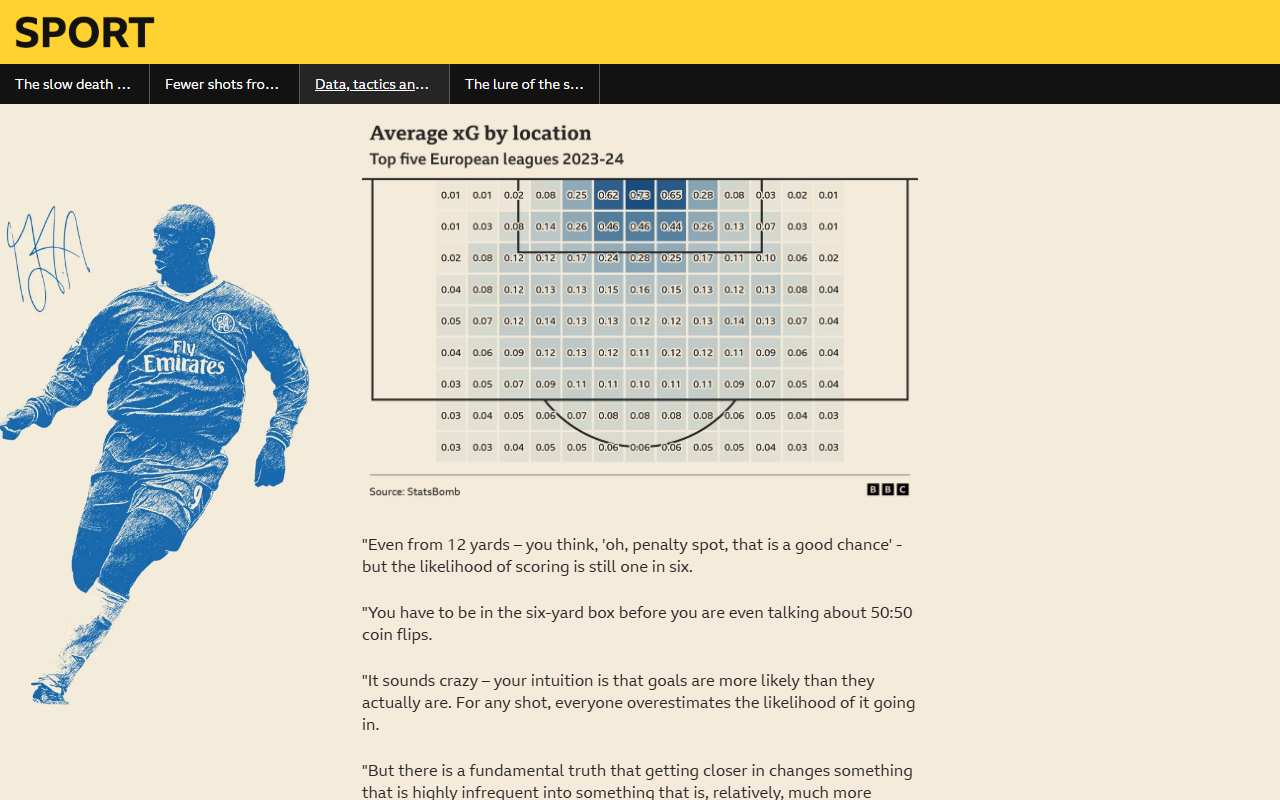 SPORT
The slow death ...
Fewer shots fro...
Data, tactics an...
The lure of the s...
Average xG by location
Top five European leagues 2023-24
0.01 0.01 0.02 0.08 0.25 0.62 0.73 0.65 0.28 0.08 0.03 0.02 0.01
0.01 0.03 0.08 0.14 0.26 0.46 0.46 0.44 0.26 0.13 0.07 0.03 0.01
0.02 0.08 0.12 0.12 0.17 0.24 0.28 0.25 0.17 0.11 0.10 0.06 0.02
0.04 0.08 0.12 0.13 0.13 0.15 0.16 0.15 0.13 0.12 0.13 0.08 0.04
0.05 0.07 0.12 0.14 0.13 0.13 0.12 0.12 0.13 0.14 0.13 0.07 0.04
0.04 0.06 0.09 0.12 0.13 0.12 0.11 0.12 0.12 0.11 0.09 0.06 0.04
0.03 0.05 0.07 0.09 0.11 0.11 0.10 0.11 0.11 0.09 0.07 0.05 0.04
0.03 0.04 0.05 0.06 0.07 0.08 0.08 0.08 0.08 0.06 0.05 0.04 0.03
0.03 0.03 0.04 0.05 0.05 0.06 0.06 0.06 0.05 0.05 0.04 0.03 0.03
Source: StatsBomb
BBC
Fly
Emirates
9
"Even from 12 yards – you think, 'oh, penalty spot, that is a good chance' -
but the likelihood of scoring is still one in six.
"You have to be in the six-yard box before you are even talking about 50:50
coin flips.
"It sounds crazy – your intuition is that goals are more likely than they
actually are. For any shot, everyone overestimates the likelihood of it going
in.
"But there is a fundamental truth that getting closer in changes something
that is highly infrequent into something that is, relatively, much more